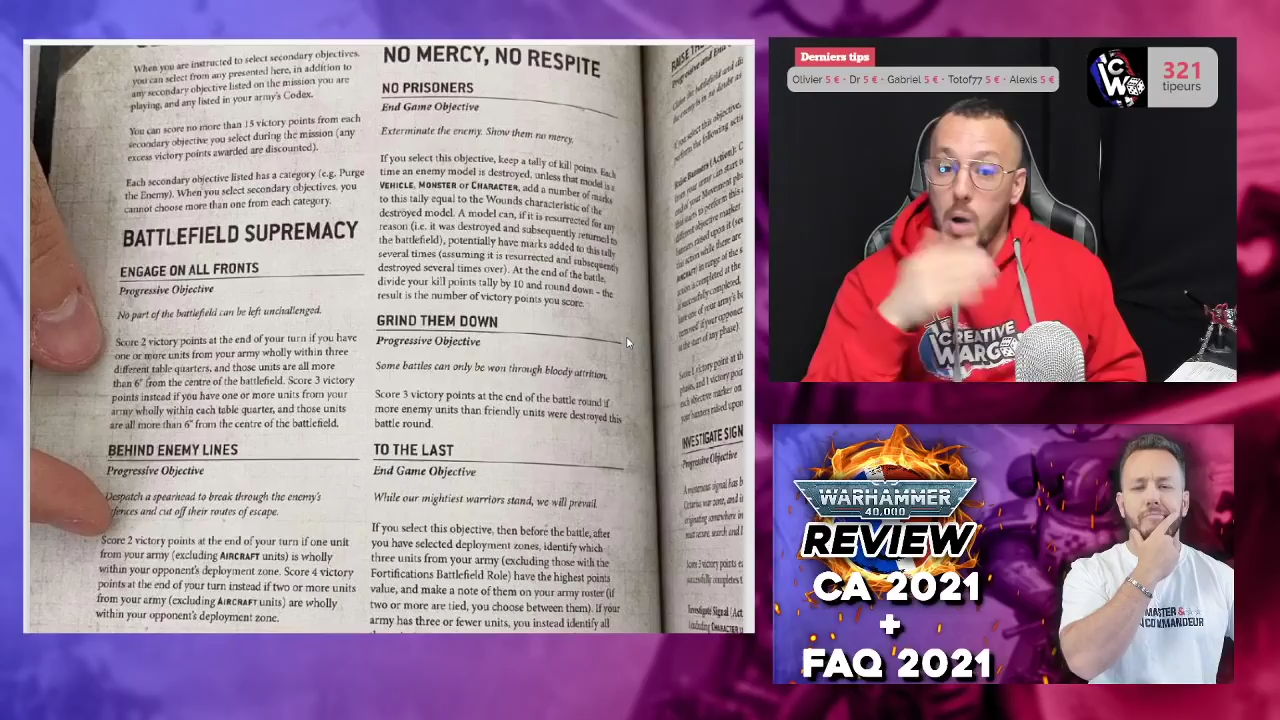 When you are instructed to select secondary objectives,
you can select from any presented here, in addition to
any secondary objective listed on the mission you are
playing, and any listed in your army's Codex.
You can score no more than 15 victory points from each
secondary objective you select during the mission (any
excess victory points awarded are discounted).
Each secondary objective listed has a category (e.g. Purge
the Enemy). When you select secondary objectives, you
cannot choose more than one from each category.
BATTLEFIELD SUPREMACY
ENGAGE ON ALL FRONTS
Progressive Objective
No part of the battlefield can be left unchallenged.
Score 2 victory points at the end of your turn if you have
one or more units from your army wholly within three
different table quarters, and those units are all more
than 6" from the centre of the battlefield. Score 3 victory
points instead if you have one or more units from your
army wholly within each table quarter, and those units
are all more than 6" from the centre of the battlefield.
BEHIND ENEMY LINES
Progressive Objective
Despatch a spearhead to break through the enemy's
fences and cut off their routes of escape.
Score 2 victory points at the end of your turn if one unit
from your army (excluding AIRCRAFT units) is wholly
within your opponent's deployment zone. Score 4 victory
points at the end of your turn instead if two or more units
from your army (excluding AIRCRAFT units) are wholly
within your opponent's deployment zone.
NO MERCY, NO RESPITE
NO PRISONERS
End Game Objective
Exterminate the enemy. Show them no mercy.
If you select this objective, keep a tally of kill points. Each
time an enemy model is destroyed, unless that model is a
VEHICLE, MONSTER or CHARACTER, add a number of marks
to this tally equal to the Wounds characteristic of the
destroyed model. A model can, if it is resurrected for any
reason (i.e. it was destroyed and subsequently returned to
the battlefield), potentially have marks added to this tally
several times (assuming it is resurrected and subsequently
destroyed several times over). At the end of the battle,
divide your kill points tally by 10 and round down – the
result is the number of victory points you score.
GRIND THEM DOWN
Progressive Objective
Some battles can only be won through bloody attrition.
Score 3 victory points at the end of the battle round if
more enemy units than friendly units were destroyed this
battle round.
TO THE LAST
End Game Objective
While our mightiest warriors stand, we will prevail.
If you select this objective, then before the battle, after
you have selected deployment zones, identify which
three units from your army (excluding those with the
Fortifications Battlefield Role) have the highest points
value, and make a note of them on your army roster (if
two or more are tied, you choose between them). If your
army has three or fewer units, you instead identify all
INVESTIGATE SIGN
Progressive Objective
Derniers tips
Olivier 5 € - Dr 5 € - Gabriel 5 € - Totof77 5 € - Alexis 5 €
CW
321
tipeurs
CREATIVE
WARG
WARHAMMER
40,000
REVIEW
CA 2021
+
FAQ 2021
MASTER &
COMMANDEUR